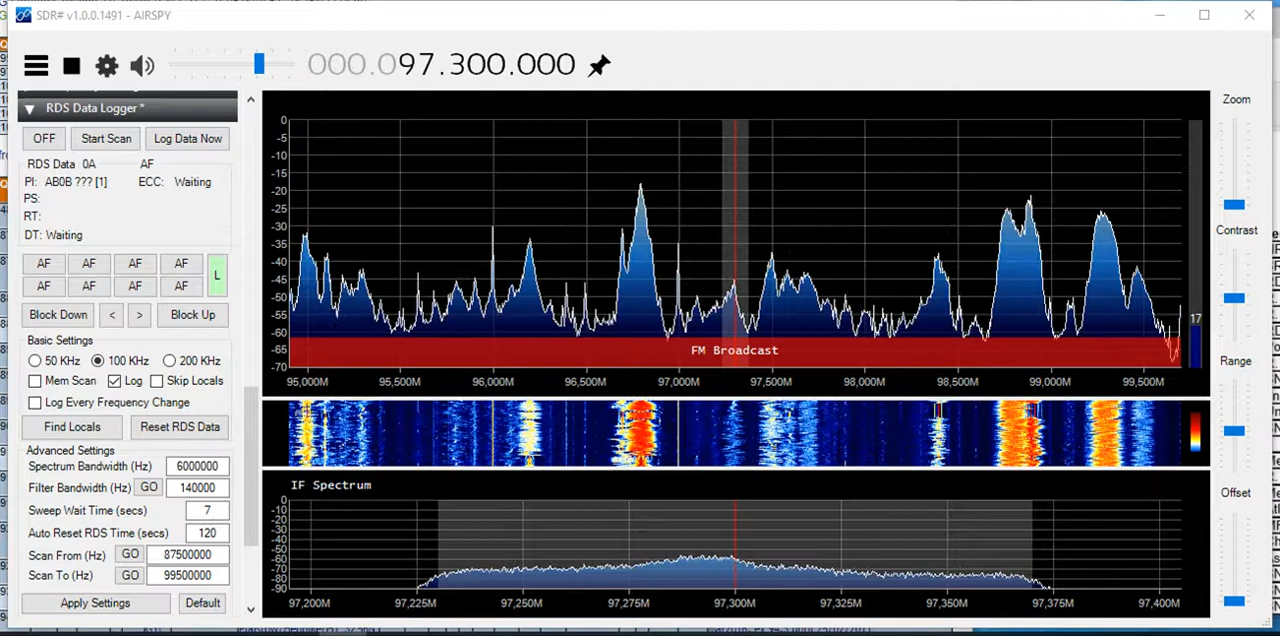 SDR# v1.0.0.1491 - AIRSPY
000.097.300.000
RDS Data Logger *
OFF Start Scan Log Data Now
RDS Data 0A AF
PI: AB0B ??? [1] ECC: Waiting
PS:
RT:
DT: Waiting
AF AF AF AF L
AF AF AF AF
Block Down < > Block Up
Basic Settings
50 KHz 100 KHz 200 KHz
Mem Scan Log Skip Locals
Log Every Frequency Change
Find Locals Reset RDS Data
Advanced Settings
Spectrum Bandwidth (Hz) 6000000
Filter Bandwidth (Hz) GO 140000
Sweep Wait Time (secs) 7
Auto Reset RDS Time (secs) 120
Scan From (Hz) GO 87500000
Scan To (Hz) GO 99500000
Apply Settings Default
0
-5
-10
-15
-20
-25
-30
-35
-40
-45
-50
-55
-60
-65
-70
17
FM Broadcast
95,000M 95,500M 96,000M 96,500M 97,000M 97,500M 98,000M 98,500M 99,000M 99,500M
IF Spectrum
0
-10
-20
-30
-40
-50
-60
-70
-80
-90
97,200M 97,225M 97,250M 97,275M 97,300M 97,325M 97,350M 97,375M 97,400M
Zoom
Contrast
Range
Offset